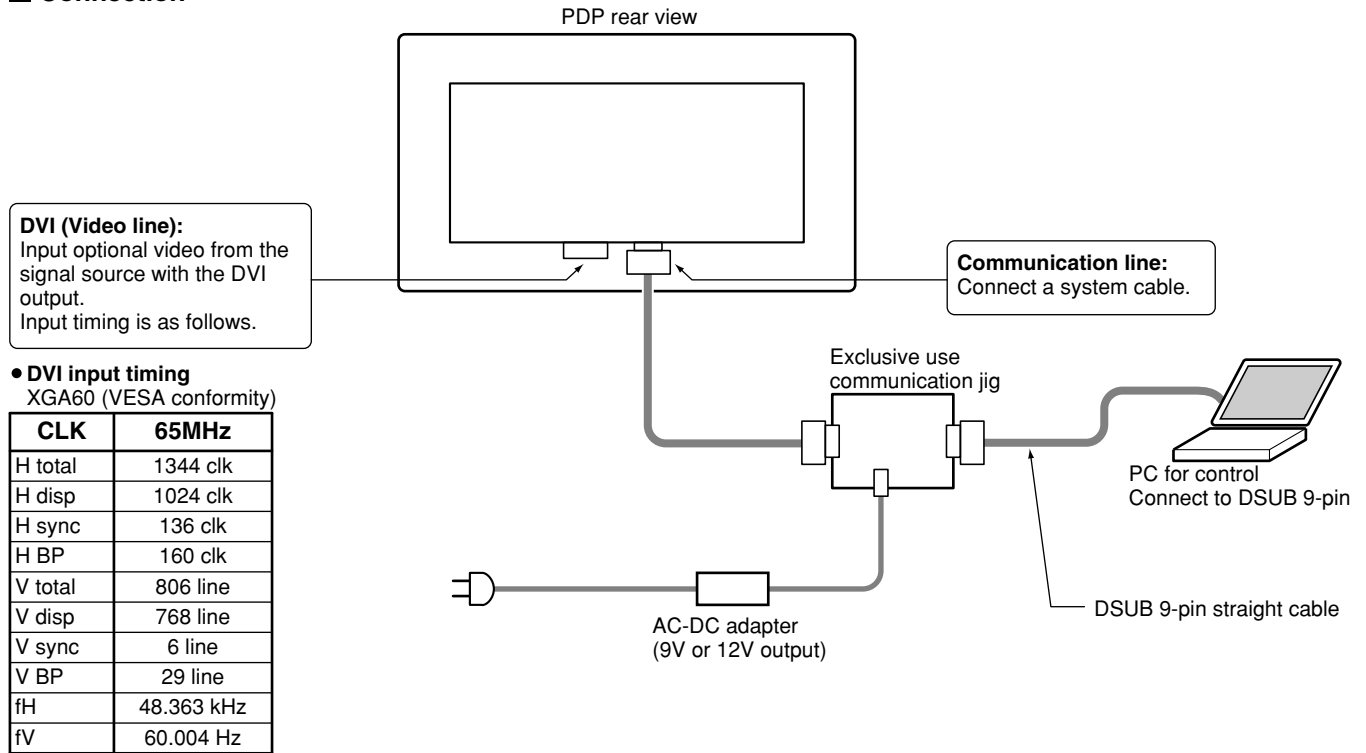 Connection
PDP rear view
DVI (Video line):
Input optional video from the
signal source with the DVI
output.
Input timing is as follows.
Communication line:
Connect a system cable.
• DVI input timing
XGA60 (VESA conformity)
CLK 65MHz
H total 1344 clk
H disp 1024 clk
H sync 136 clk
H BP 160 clk
V total 806 line
V disp 768 line
V sync 6 line
V BP 29 line
fH 48.363 kHz
fV 60.004 Hz
Exclusive use
communication jig
PC for control
Connect to DSUB 9-pin
DSUB 9-pin straight cable
AC-DC adapter
(9V or 12V output)